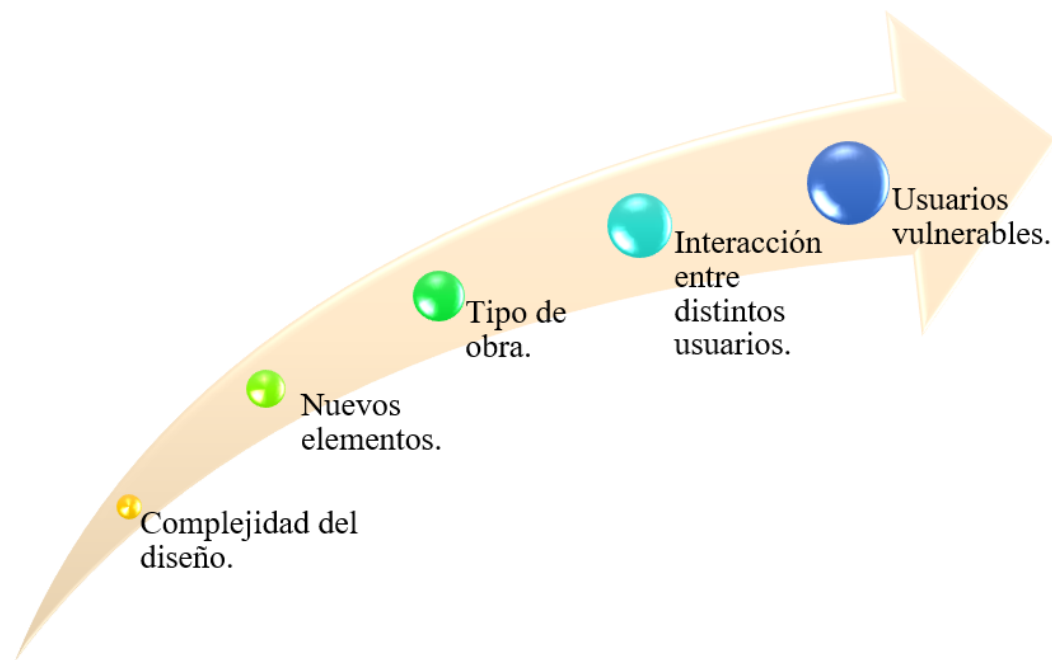 Usuarios
vulnerables.
Interacción
entre
distintos
usuarios.
Tipo de
obra.
Nuevos
elementos.
Complejidad del
diseño.